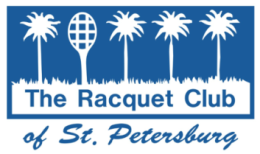 The Racquet Club
of St. Petersburg